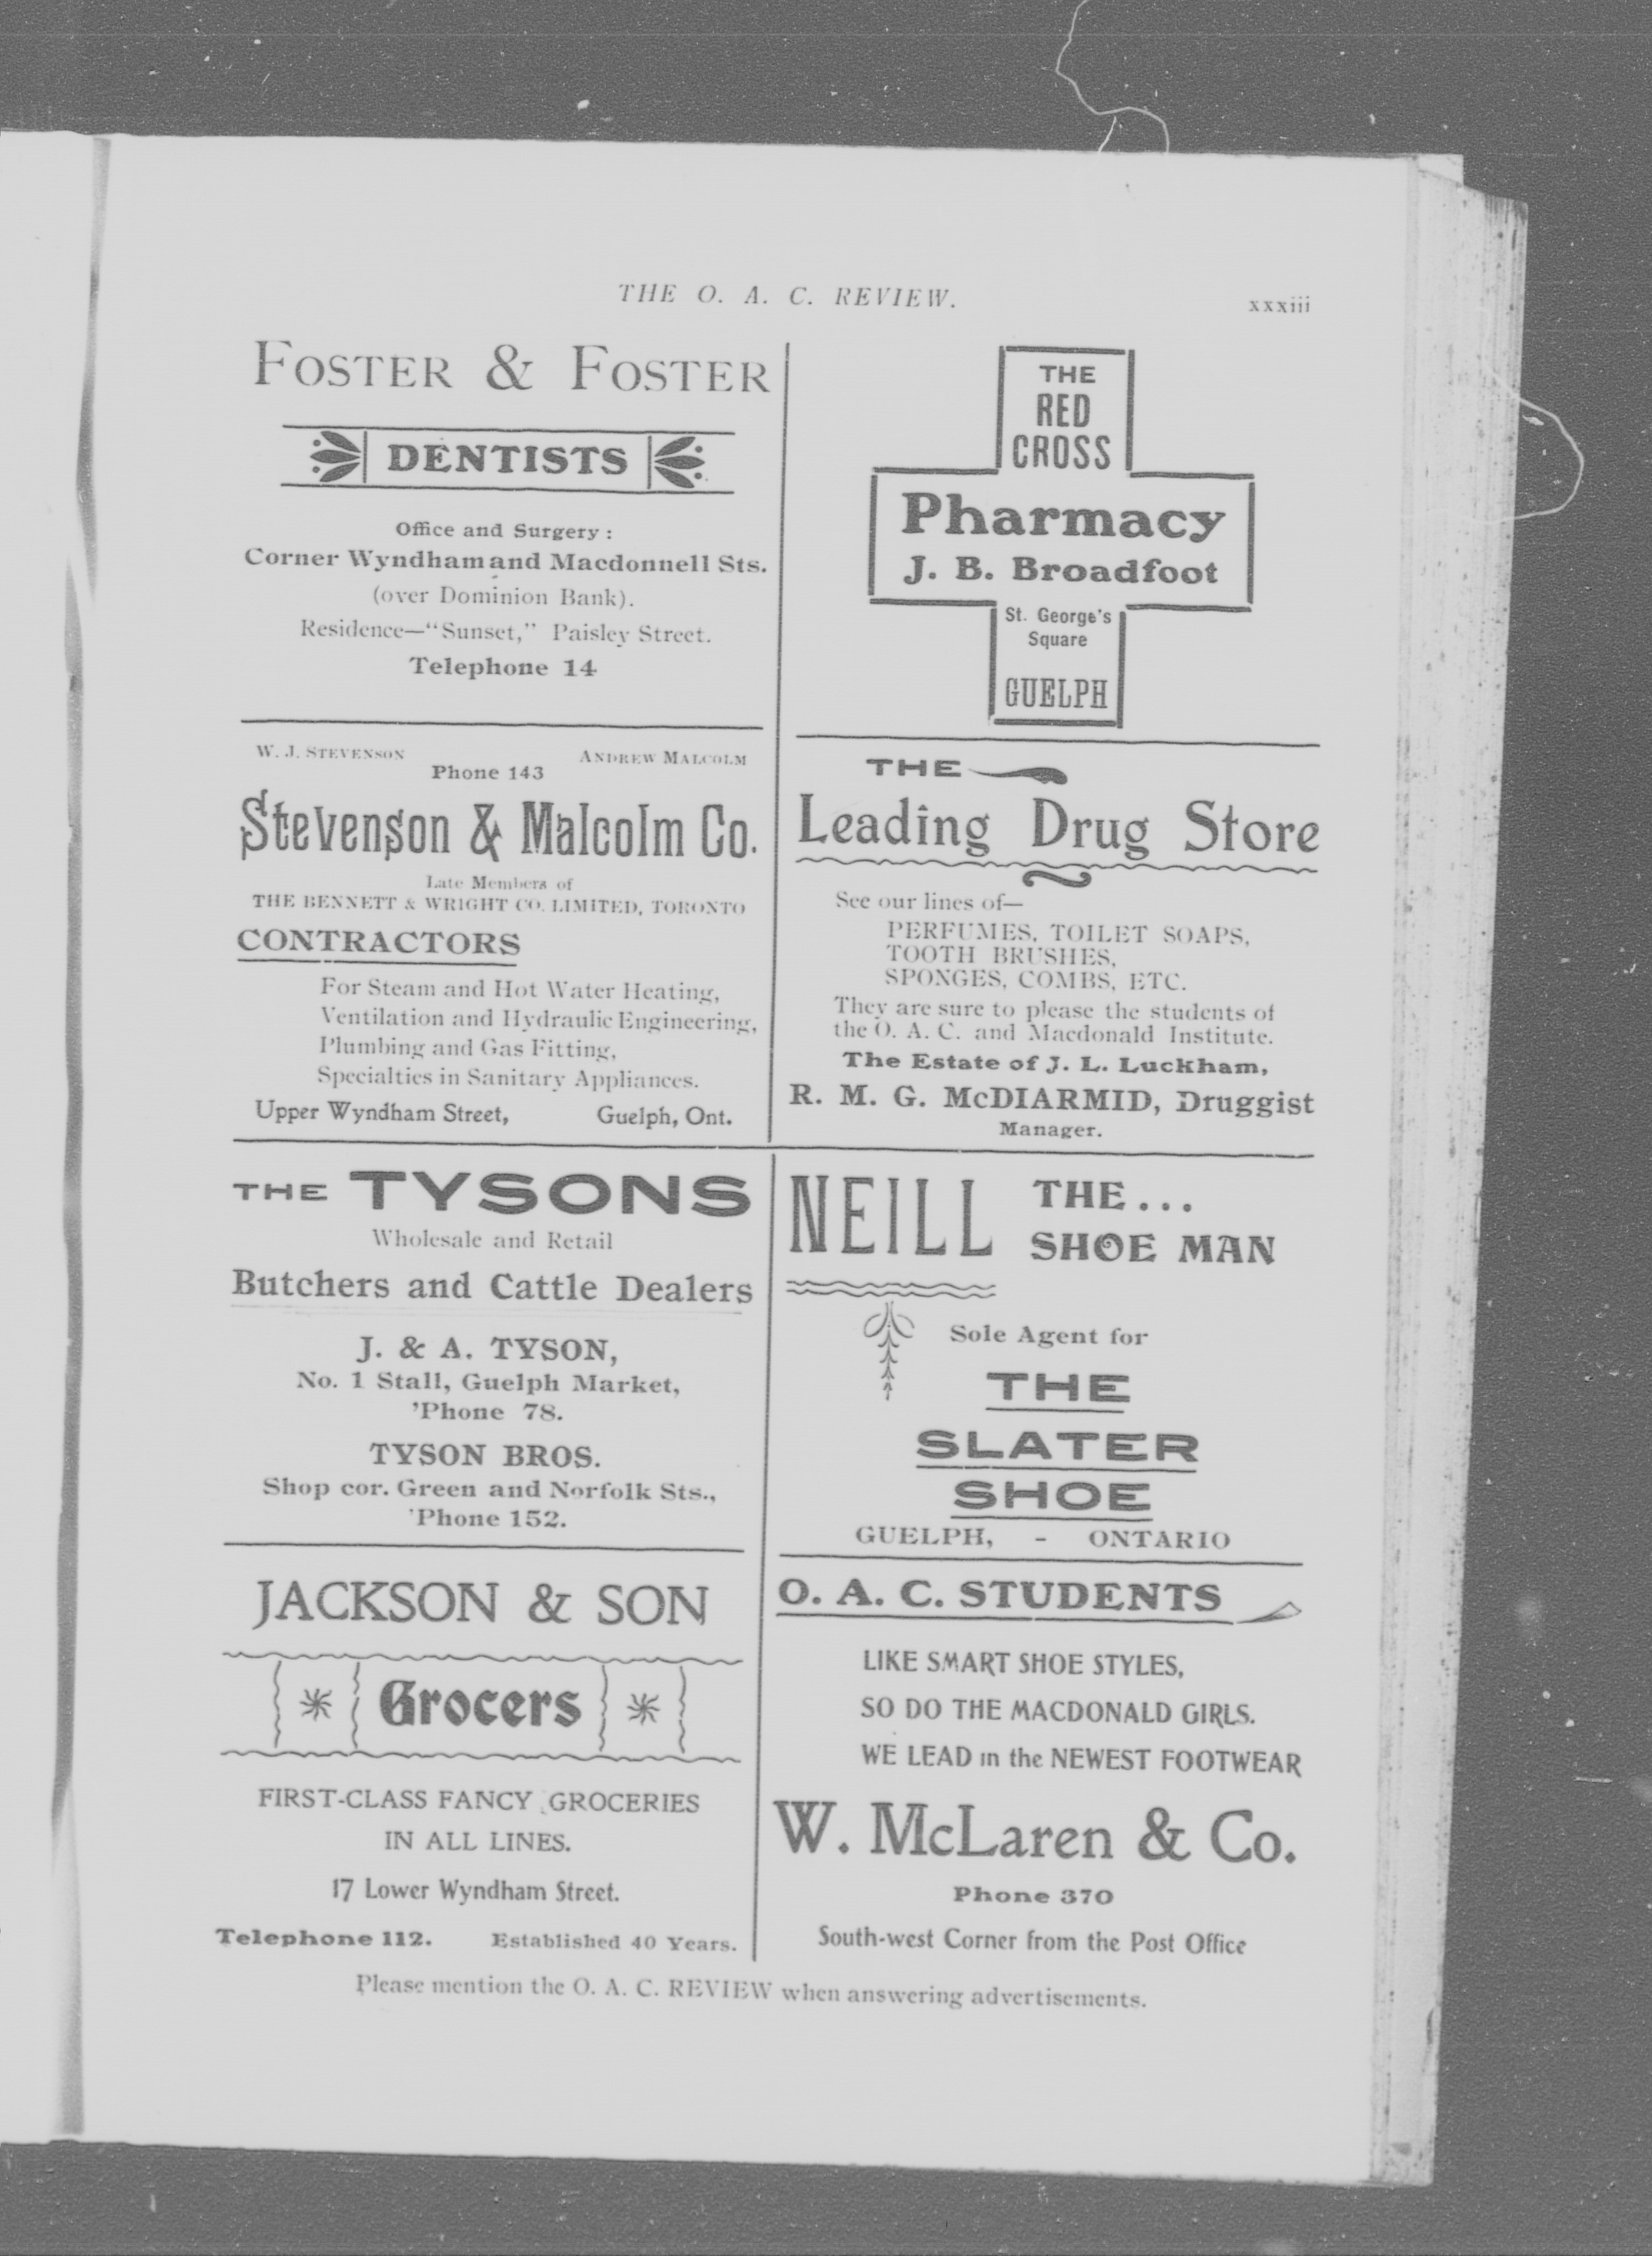 THE O. A. C. REVIEW.
xxxiii
FOSTER & FOSTER
DENTISTS
Office and Surgery :
Corner Wyndham and Macdonnell Sts.
(over Dominion Bank).
Residence—"Sunset," Paisley Street.
Telephone 14
THE
RED
CROSS
Pharmacy
J. B. Broadfoot
St. George's
Square
GUELPH
W. J. STEVENSON
ANDREW MALCOLM
Phone 143
Stevenson & Malcolm Co.
Late Members of
THE BENNETT & WRIGHT CO. LIMITED, TORONTO
CONTRACTORS
For Steam and Hot Water Heating,
Ventilation and Hydraulic Engineering,
Plumbing and Gas Fitting,
Specialties in Sanitary Appliances.
Upper Wyndham Street, Guelph, Ont.
THE
Leading Drug Store
See our lines of—
PERFUMES, TOILET SOAPS,
TOOTH BRUSHES,
SPONGES, COMBS, ETC.
They are sure to please the students of
the O. A. C. and Macdonald Institute.
The Estate of J. L. Luckham,
R. M. G. McDIARMID, Druggist
Manager.
THE TYSONS
Wholesale and Retail
Butchers and Cattle Dealers
J. & A. TYSON,
No. 1 Stall, Guelph Market,
'Phone 78.
TYSON BROS.
Shop cor. Green and Norfolk Sts.,
'Phone 152.
NEILL
THE...
SHOE MAN
Sole Agent for
THE
SLATER
SHOE
GUELPH, - ONTARIO
JACKSON & SON
Grocers
FIRST-CLASS FANCY GROCERIES
IN ALL LINES.
17 Lower Wyndham Street.
Telephone 112. Established 40 Years.
O. A. C. STUDENTS
LIKE SMART SHOE STYLES,
SO DO THE MACDONALD GIRLS.
WE LEAD in the NEWEST FOOTWEAR
W. McLaren & Co.
Phone 370
South-west Corner from the Post Office
Please mention the O. A. C. REVIEW when answering advertisements.